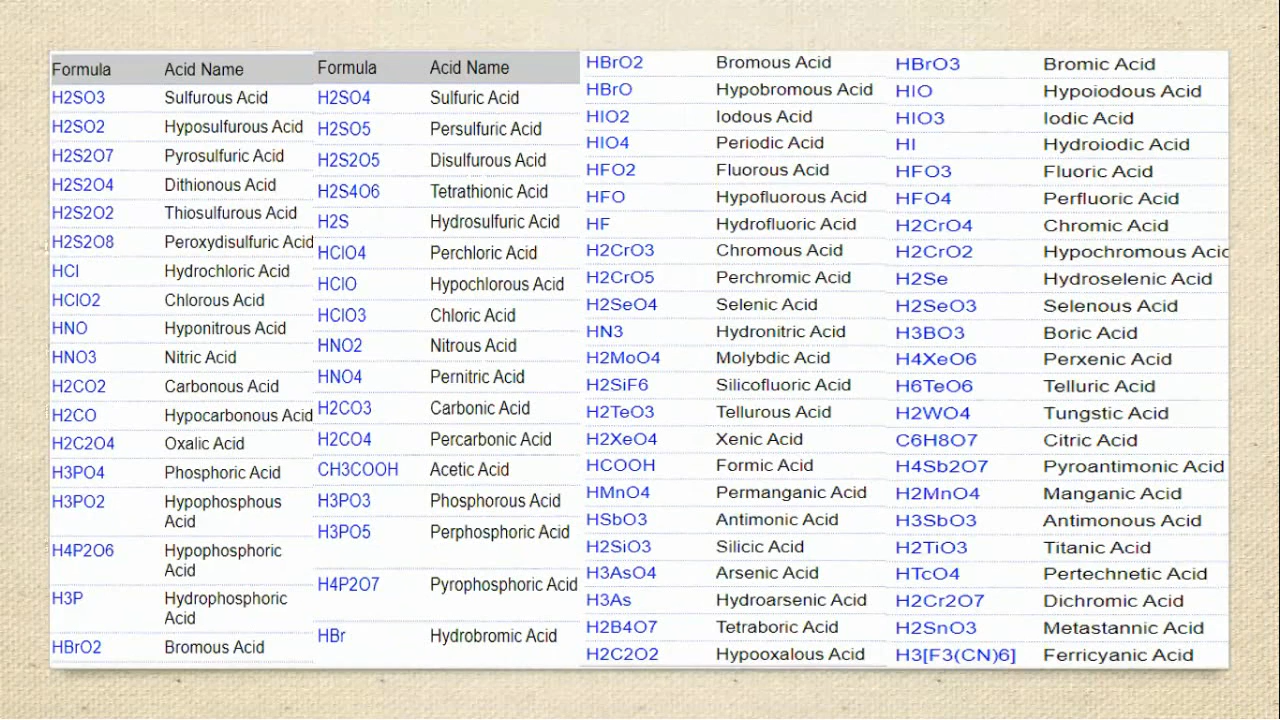 Formula Acid Name
H2SO3 Sulfurous Acid
H2SO2 Hyposulfurous Acid
H2S2O7 Pyrosulfuric Acid
H2S2O4 Dithionous Acid
H2S2O2 Thiosulfurous Acid
H2S2O8 Peroxydisulfuric Acid
HCl Hydrochloric Acid
HClO2 Chlorous Acid
HNO Hyponitrous Acid
HNO3 Nitric Acid
H2CO2 Carbonous Acid
H2CO Hypocarbonous Acid
H2C2O4 Oxalic Acid
H3PO4 Phosphoric Acid
H3PO2 Hypophosphous
Acid
H4P2O6 Hypophosphoric
Acid
H3P Hydrophosphoric
Acid
HBrO2 Bromous Acid
Formula Acid Name
H2SO4 Sulfuric Acid
H2SO5 Persulfuric Acid
H2S2O5 Disulfurous Acid
H2S4O6 Tetrathionic Acid
H2S Hydrosulfuric Acid
HClO4 Perchloric Acid
HClO Hypochlorous Acid
HClO3 Chloric Acid
HNO2 Nitrous Acid
HNO4 Pernitric Acid
H2CO3 Carbonic Acid
H2CO4 Percarbonic Acid
CH3COOH Acetic Acid
H3PO3 Phosphorous Acid
H3PO5 Perphosphoric Acid
H4P2O7 Pyrophosphoric Acid
HBr Hydrobromic Acid
HBrO2 Bromous Acid
HBrO Hypobromous Acid
HIO2 Iodous Acid
HIO4 Periodic Acid
HFO2 Fluorous Acid
HFO Hypofluorous Acid
HF Hydrofluoric Acid
H2CrO3 Chromous Acid
H2CrO5 Perchromic Acid
H2SeO4 Selenic Acid
HN3 Hydronitric Acid
H2MoO4 Molybdic Acid
H2SiF6 Silicofluoric Acid
H2TeO3 Tellurous Acid
H2XeO4 Xenic Acid
HCOOH Formic Acid
HMnO4 Permanganic Acid
HSbO3 Antimonic Acid
H2SiO3 Silicic Acid
H3AsO4 Arsenic Acid
H3As Hydroarsenic Acid
H2B4O7 Tetraboric Acid
H2C2O2 Hypooxalous Acid
HBrO3 Bromic Acid
HIO Hypoiodous Acid
HIO3 Iodic Acid
HI Hydroiodic Acid
HFO3 Fluoric Acid
HFO4 Perfluoric Acid
H2CrO4 Chromic Acid
H2CrO2 Hypochromous Acid
H2Se Hydroselenic Acid
H2SeO3 Selenous Acid
H3BO3 Boric Acid
H4XeO6 Perxenic Acid
H6TeO6 Telluric Acid
H2WO4 Tungstic Acid
C6H8O7 Citric Acid
H4Sb2O7 Pyroantimonic Acid
H2MnO4 Manganic Acid
H3SbO3 Antimonous Acid
H2TiO3 Titanic Acid
HTcO4 Pertechnetic Acid
H2Cr2O7 Dichromic Acid
H2SnO3 Metastannic Acid
H3[F3(CN)6] Ferricyanic Acid